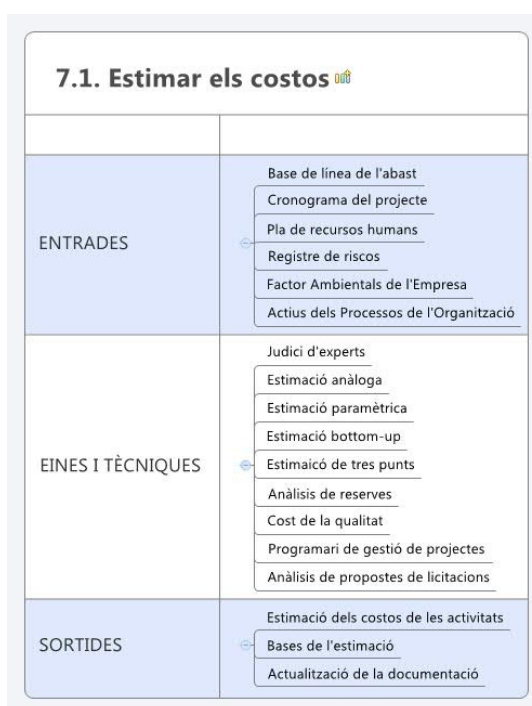 7.1. Estimar els costos
ENTRADES
Base de línea de l'abast
Cronograma del projecte
Pla de recursos humans
Registre de riscos
Factor Ambientals de l'Empresa
Actius dels Processos de l'Organització
EINES I TÈCNIQUES
Judici d'experts
Estimació anàloga
Estimació paramètrica
Estimació bottom-up
Estimaicó de tres punts
Anàlisis de reserves
Cost de la qualitat
Programari de gestió de projectes
Anàlisis de propostes de licitacions
SORTIDES
Estimació dels costos de les activitats
Bases de l'estimació
Actualització de la documentació